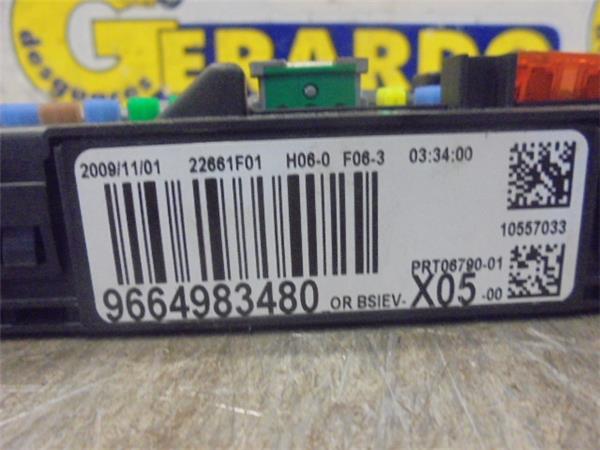 desguaces GERARDO
2009/11/01 22661F01 H06-0 F06-3 03:34:00
10557033
PRT06790-01
9664983480 OR BSIEV- X05 -00